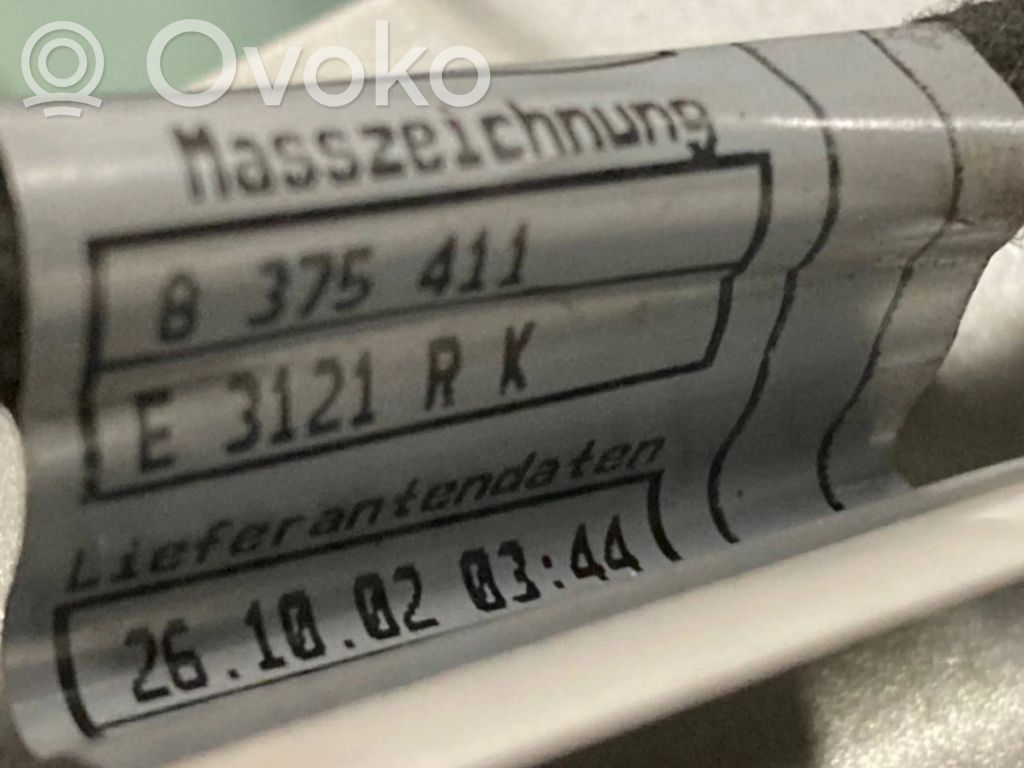 Ovoko
Masszeichnung
8 375 411
E 3121 R K
Lieferantendaten
26.10.02 03:44